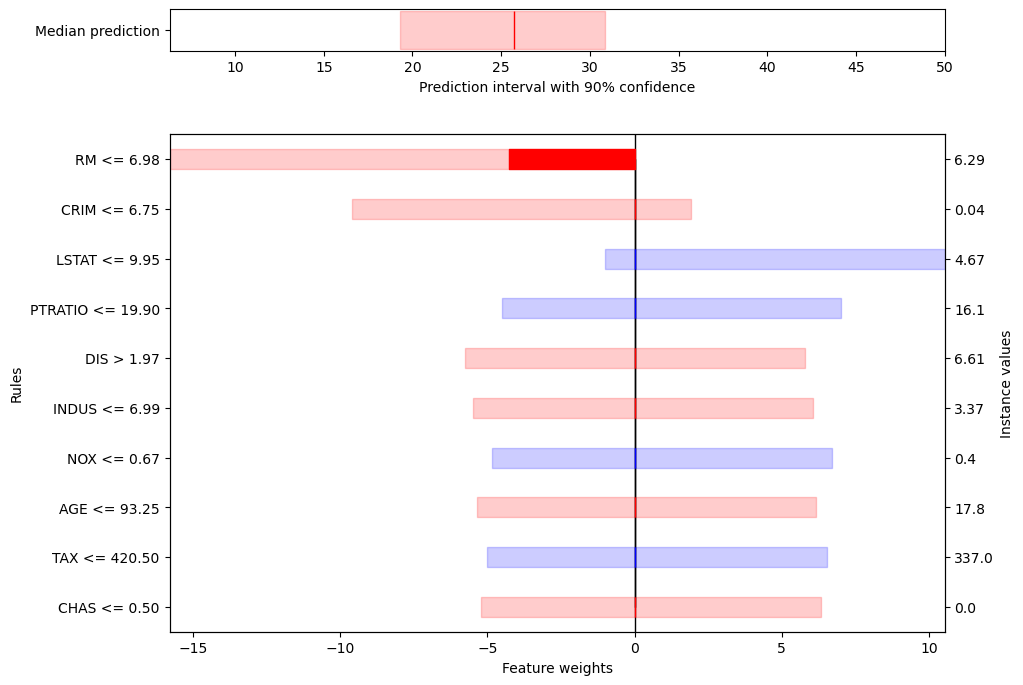 Median prediction
10 15 20 25 30 35 40 45 50
Prediction interval with 90% confidence
RM <= 6.98 6.29
CRIM <= 6.75 0.04
LSTAT <= 9.95 4.67
PTRATIO <= 19.90 16.1
DIS > 1.97 6.61
INDUS <= 6.99 3.37
NOX <= 0.67 0.4
AGE <= 93.25 17.8
TAX <= 420.50 337.0
CHAS <= 0.50 0.0
Rules
Instance values
−15 −10 −5 0 5 10
Feature weights